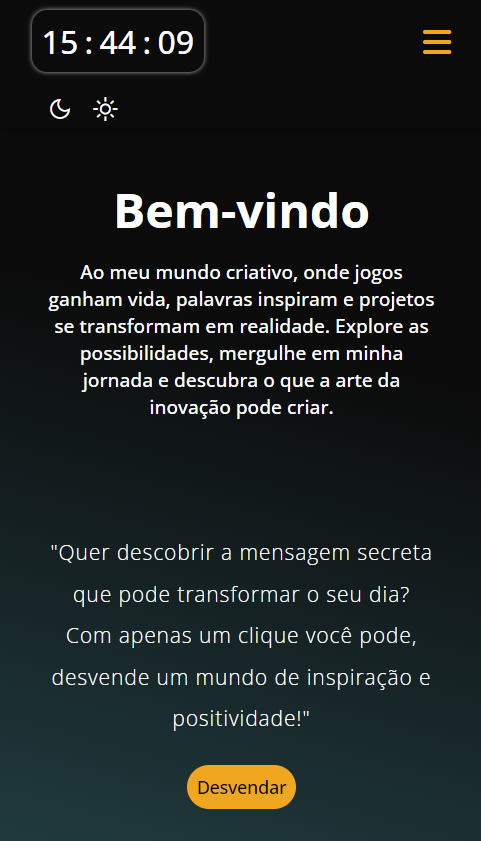 15 : 44 : 09
Bem-vindo
Ao meu mundo criativo, onde jogos
ganham vida, palavras inspiram e projetos
se transformam em realidade. Explore as
possibilidades, mergulhe em minha
jornada e descubra o que a arte da
inovação pode criar.
"Quer descobrir a mensagem secreta
que pode transformar o seu dia?
Com apenas um clique você pode,
desvende um mundo de inspiração e
positividade!"
Desvendar